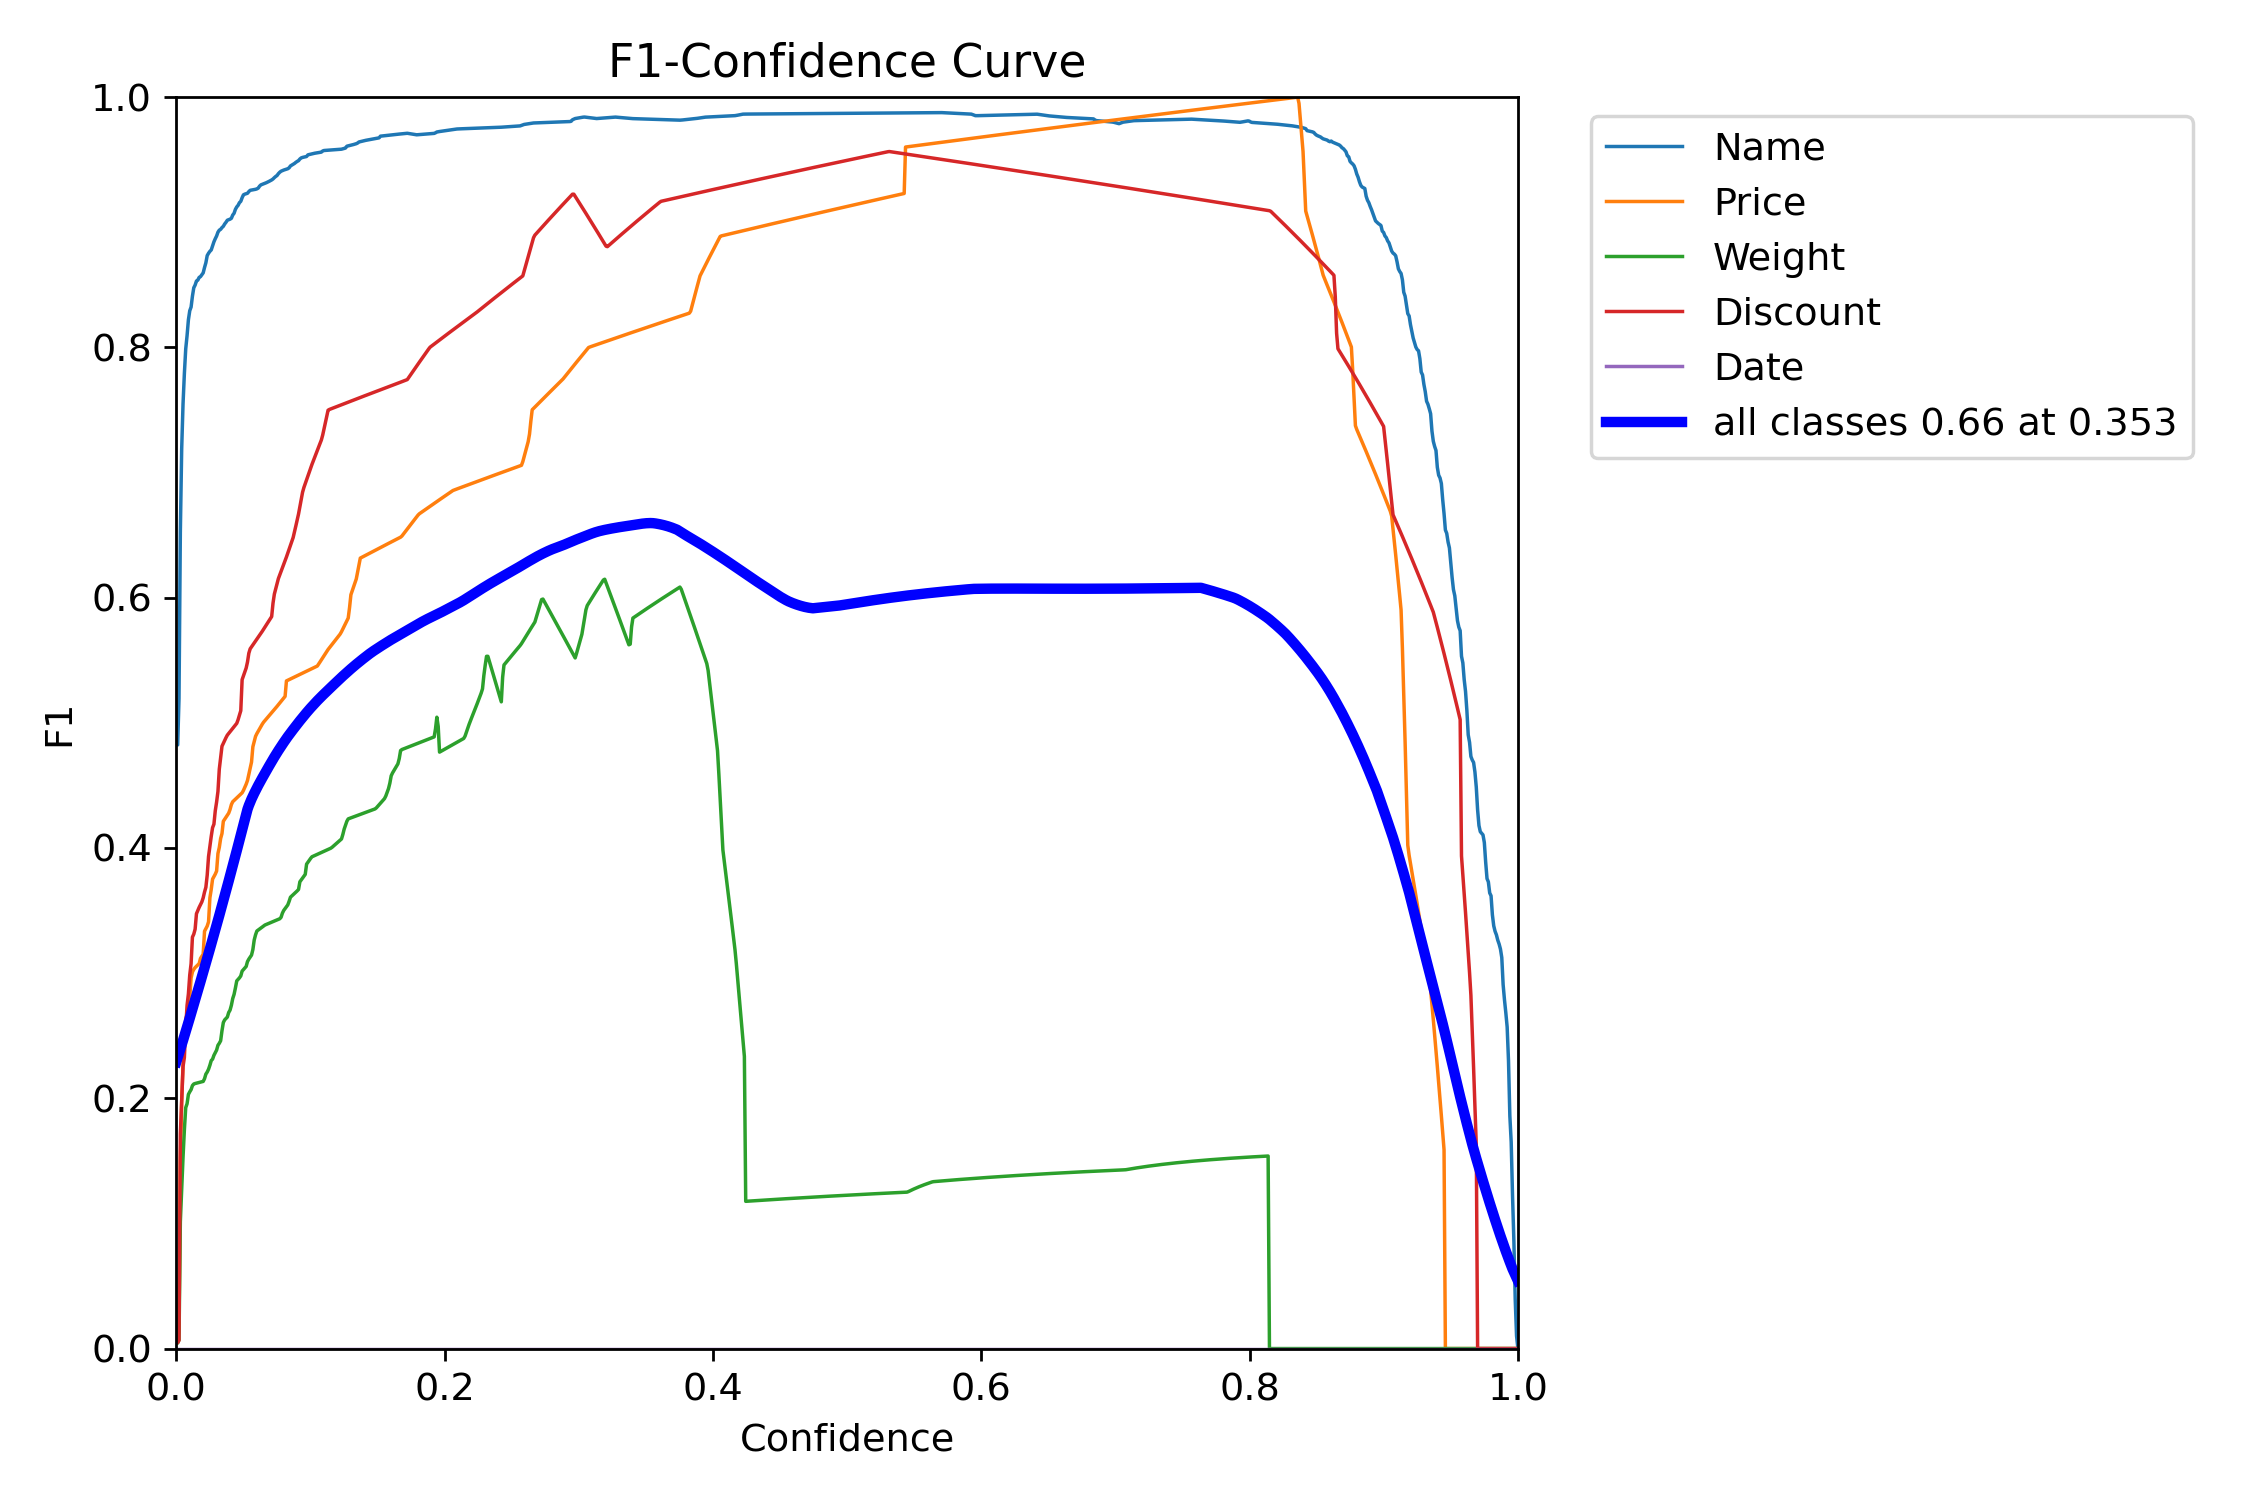 F1-Confidence Curve
1.0
0.8
0.6
0.4
0.2
0.0
F1
0.0 0.2 0.4 0.6 0.8 1.0
Confidence
Name
Price
Weight
Discount
Date
all classes 0.66 at 0.353